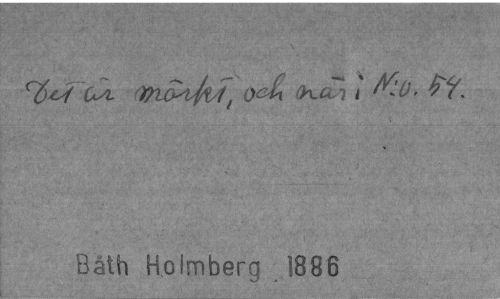 Det är mörkt, och när i N:o. 54.
Båth Holmberg 1886